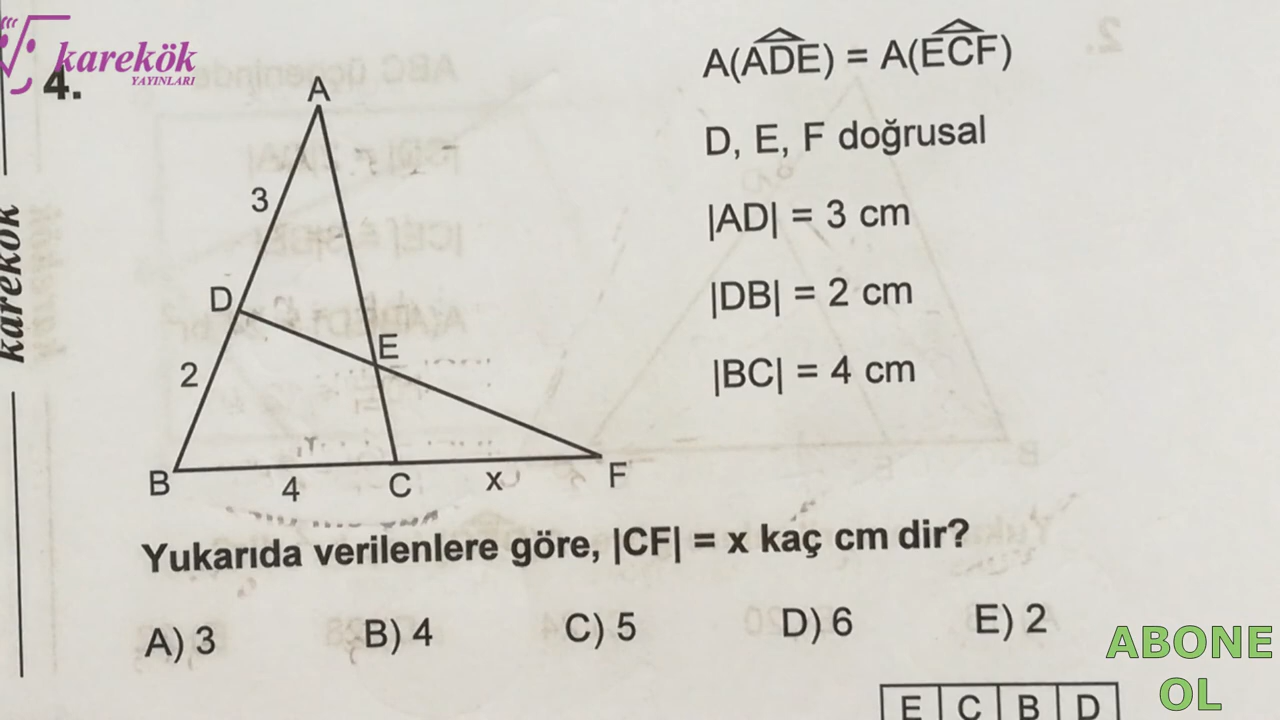 karekök
YAYINLARI
4.
karekök
A
3
D
E
2
B
4
C
x
F
A(ADE) = A(ECF)
D, E, F doğrusal
|AD| = 3 cm
|DB| = 2 cm
|BC| = 4 cm
Yukarıda verilenlere göre, |CF| = x kaç cm dir?
A) 3 B) 4 C) 5 D) 6 E) 2
E C B D
ABONE
OL